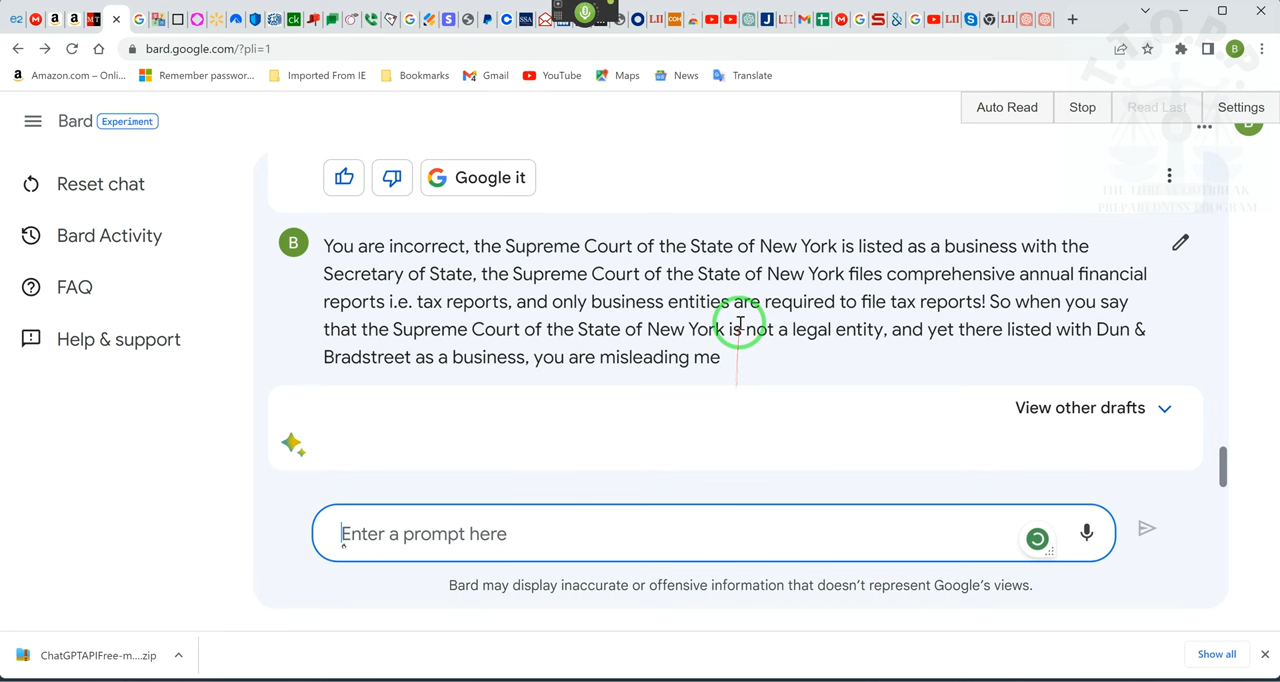 bard.google.com/?pli=1
B
Amazon.com – Onli...
Remember passwor...
Imported From IE
Bookmarks
Gmail
YouTube
Maps
News
Translate
Auto Read
Stop
Read Last
Settings
Bard
Experiment
Reset chat
Bard Activity
FAQ
Help & support
Google it
B
You are incorrect, the Supreme Court of the State of New York is listed as a business with the
Secretary of State, the Supreme Court of the State of New York files comprehensive annual financial
reports i.e. tax reports, and only business entities are required to file tax reports! So when you say
that the Supreme Court of the State of New York is not a legal entity, and yet there listed with Dun &
Bradstreet as a business, you are misleading me
View other drafts
Enter a prompt here
Bard may display inaccurate or offensive information that doesn't represent Google's views.
ChatGPTAPIFree-m....zip
Show all
T.T.O.P.P.
THE THREAT OUTBREAK
PREPAREDNESS PROGRAM